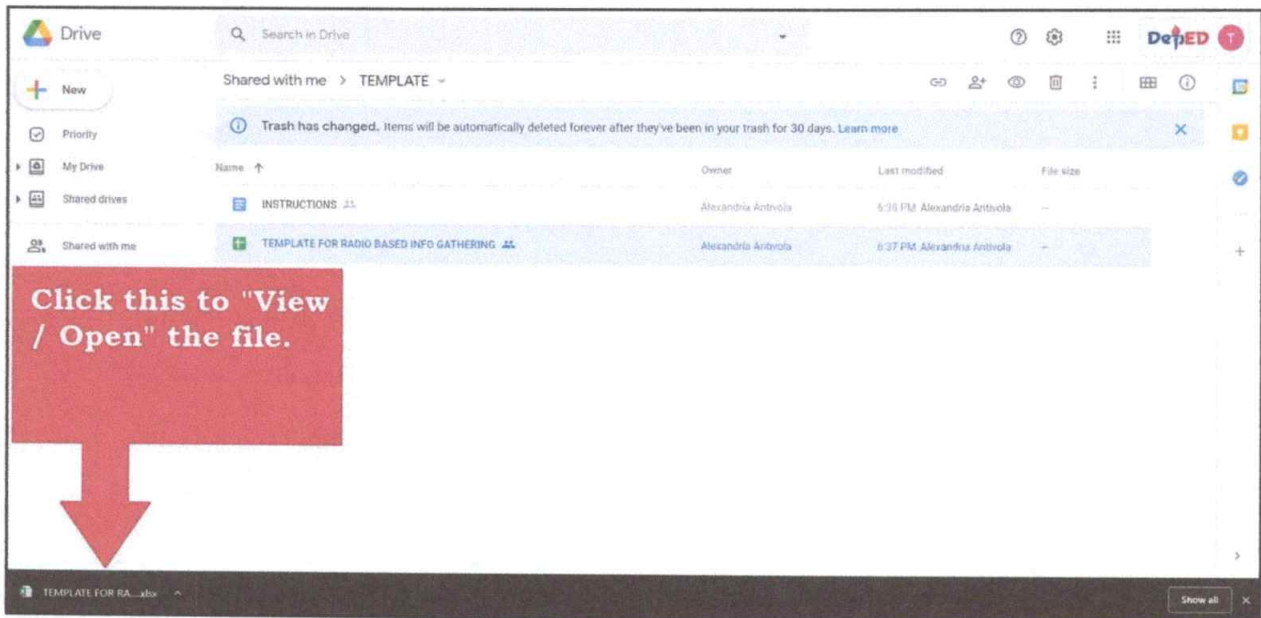 Drive
Search in Drive
DepED
T
New
Shared with me > TEMPLATE
Priority
Trash has changed. Items will be automatically deleted forever after they've been in your trash for 30 days. Learn more
My Drive
Name
Owner
Last modified
File size
Shared drives
INSTRUCTIONS
Alexandria Antivola
6:36 PM Alexandria Antivola
–
Shared with me
TEMPLATE FOR RADIO BASED INFO GATHERING
Alexandria Antivola
6:37 PM Alexandria Antivola
–
Click this to "View
/ Open" the file.
TEMPLATE FOR RA....xlsx
Show all